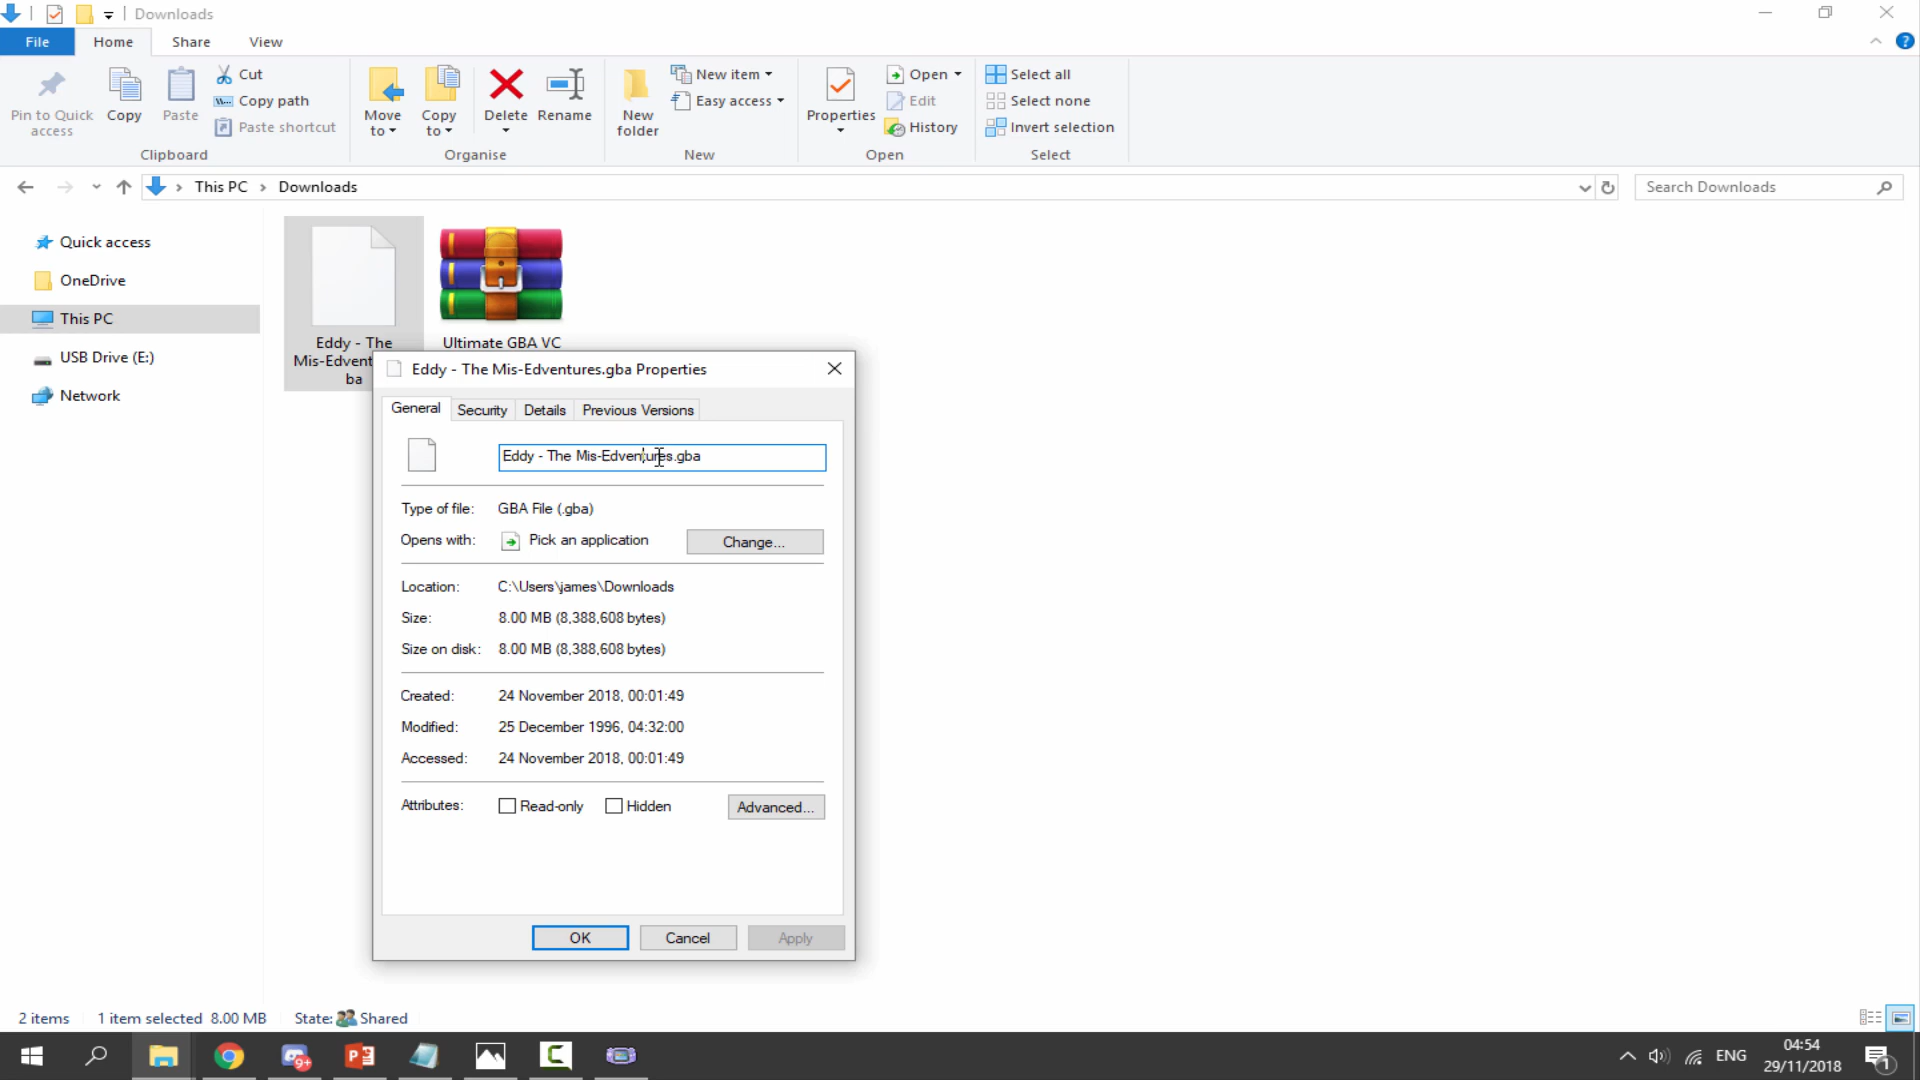 Downloads
File Home Share View
Pin to Quick access
Copy
Paste
Cut
Copy path
Paste shortcut
Clipboard
Move to
Copy to
Delete
Rename
Organise
New folder
New item
Easy access
New
Properties
Open
Edit
History
Open
Select all
Select none
Invert selection
Select
This PC > Downloads
Search Downloads
Quick access
OneDrive
This PC
USB Drive (E:)
Network
Eddy - The
Mis-Edvent
ba
Ultimate GBA VC
Eddy - The Mis-Edventures.gba Properties
General Security Details Previous Versions
Eddy - The Mis-Edventures.gba
Type of file: GBA File (.gba)
Opens with: Pick an application Change...
Location: C:\Users\james\Downloads
Size: 8.00 MB (8,388,608 bytes)
Size on disk: 8.00 MB (8,388,608 bytes)
Created: 24 November 2018, 00:01:49
Modified: 25 December 1996, 04:32:00
Accessed: 24 November 2018, 00:01:49
Attributes: Read-only Hidden Advanced...
OK Cancel Apply
2 items 1 item selected 8.00 MB State: Shared
9+
ENG
04:54
29/11/2018
1